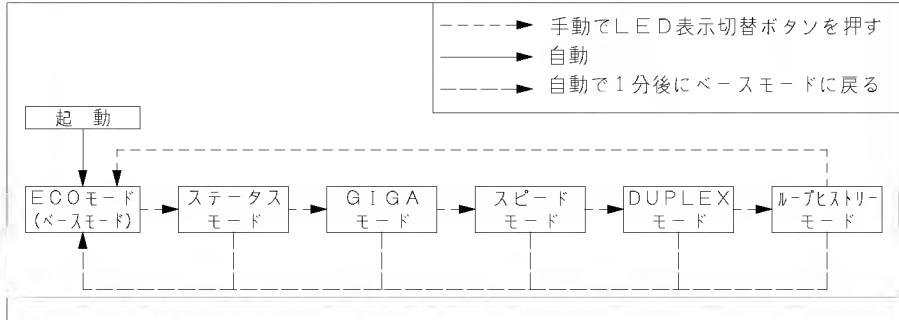 手動でLED表示切替ボタンを押す
自動
自動で1分後にベースモードに戻る
起動
ECOモード
(ベースモード)
ステータス
モード
GIGA
モード
スピード
モード
DUPLEX
モード
ループヒストリー
モード